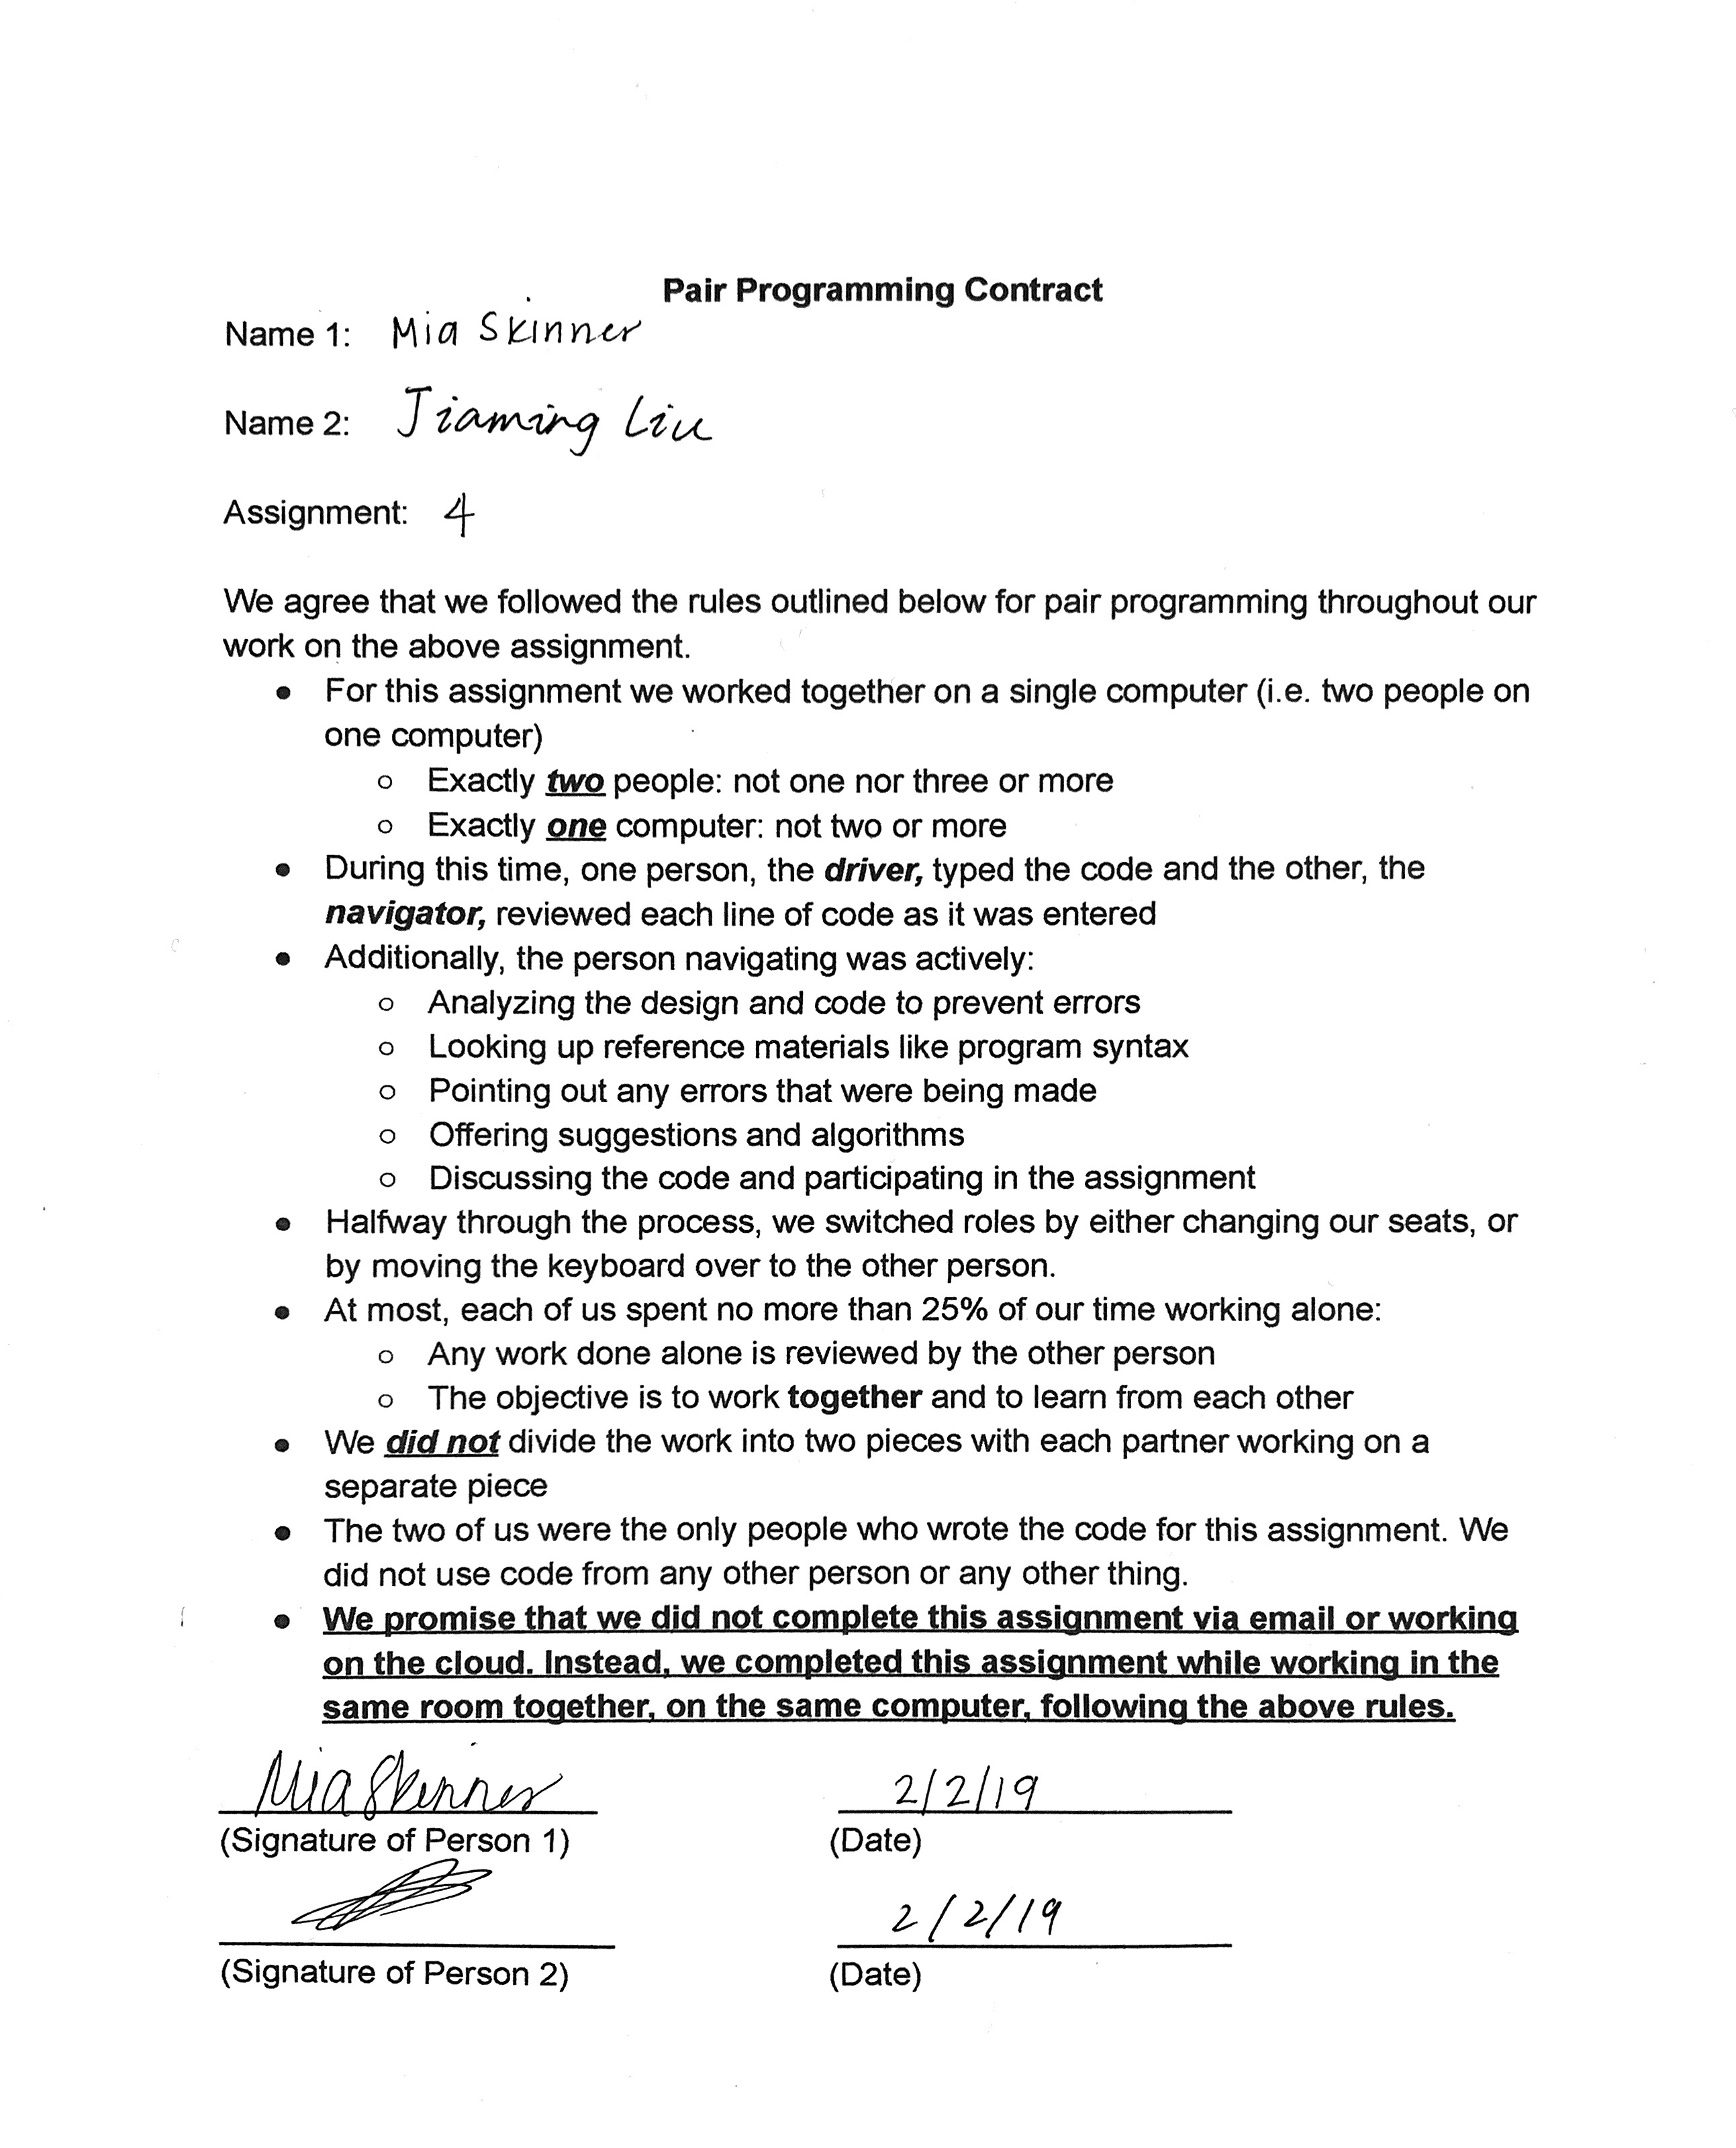 Pair Programming Contract
Name 1: Mia Skinner
Name 2: Jiaming Liu
Assignment: 4
We agree that we followed the rules outlined below for pair programming throughout our
work on the above assignment.
● For this assignment we worked together on a single computer (i.e. two people on
one computer)
○ Exactly two people: not one nor three or more
○ Exactly one computer: not two or more
● During this time, one person, the driver, typed the code and the other, the
navigator, reviewed each line of code as it was entered
● Additionally, the person navigating was actively:
○ Analyzing the design and code to prevent errors
○ Looking up reference materials like program syntax
○ Pointing out any errors that were being made
○ Offering suggestions and algorithms
○ Discussing the code and participating in the assignment
● Halfway through the process, we switched roles by either changing our seats, or
by moving the keyboard over to the other person.
● At most, each of us spent no more than 25% of our time working alone:
○ Any work done alone is reviewed by the other person
○ The objective is to work together and to learn from each other
● We did not divide the work into two pieces with each partner working on a
separate piece
● The two of us were the only people who wrote the code for this assignment. We
did not use code from any other person or any other thing.
● We promise that we did not complete this assignment via email or working
on the cloud. Instead, we completed this assignment while working in the
same room together, on the same computer, following the above rules.
Mia Skinner 2/2/19
(Signature of Person 1) (Date)
2/2/19
(Signature of Person 2) (Date)